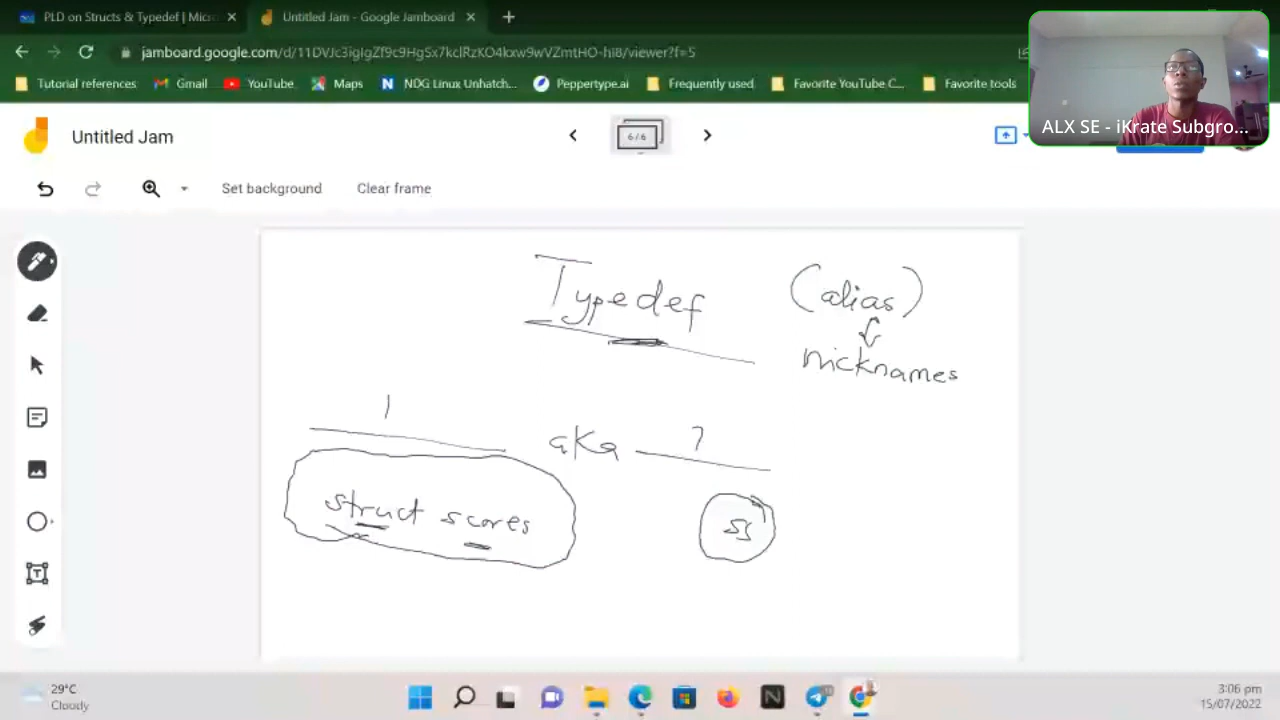 PLD on Structs & Typedef | Micr
Untitled Jam - Google Jamboard
Tutorial references
Gmail
YouTube
Maps
NDG Linux Unhatch...
Peppertype.ai
Frequently used
Favorite YouTube C...
Favorite tools
ALX SE - iKrate Subgro...
Untitled Jam
6/6
Set background
Clear frame
Typedef (alias)
nicknames
1 aka ?
struct scores ss
29°C
Cloudy
3:06 pm
15/07/2022